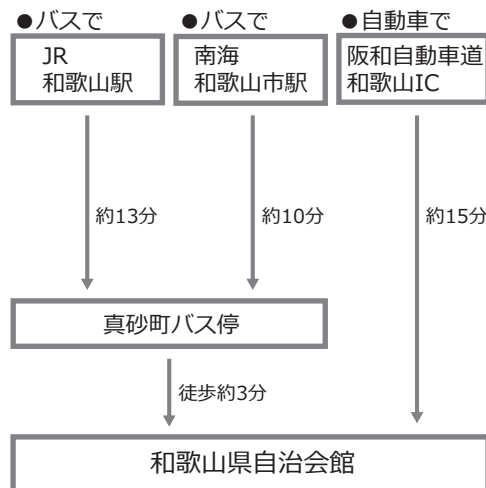 ●バスで
●バスで
●自動車で
JR
和歌山駅
南海
和歌山市駅
阪和自動車道
和歌山IC
約13分
約10分
約15分
真砂町バス停
徒歩約3分
和歌山県自治会館